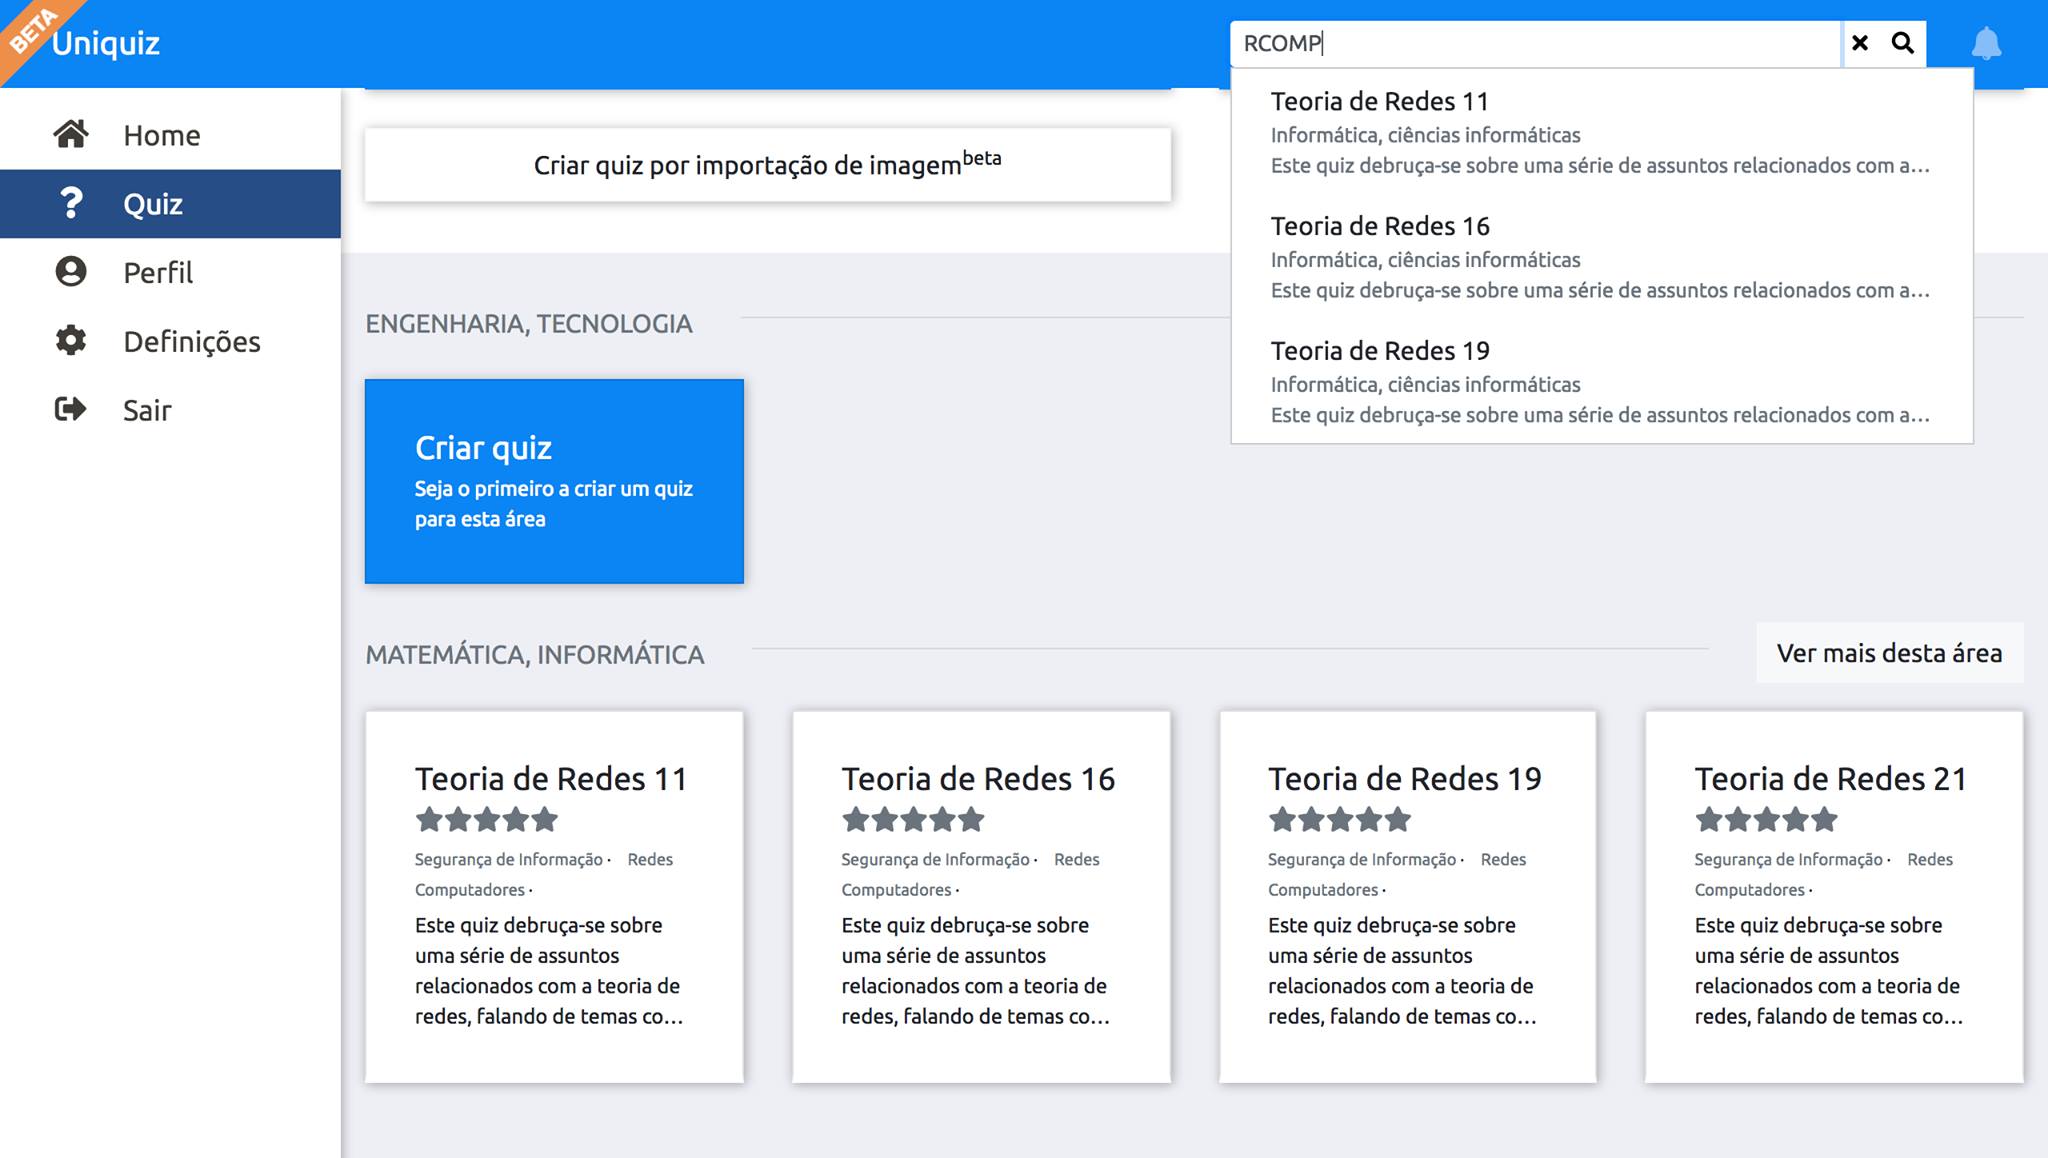 BETA
Uniquiz
RCOMP
Home
Quiz
Perfil
Definições
Sair
Criar quiz por importação de imagem beta
Teoria de Redes 11
Informática, ciências informáticas
Este quiz debruça-se sobre uma série de assuntos relacionados com a...
Teoria de Redes 16
Informática, ciências informáticas
Este quiz debruça-se sobre uma série de assuntos relacionados com a...
Teoria de Redes 19
Informática, ciências informáticas
Este quiz debruça-se sobre uma série de assuntos relacionados com a...
ENGENHARIA, TECNOLOGIA
Criar quiz
Seja o primeiro a criar um quiz
para esta área
MATEMÁTICA, INFORMÁTICA
Ver mais desta área
Teoria de Redes 11
Segurança de Informação · Redes
Computadores ·
Este quiz debruça-se sobre
uma série de assuntos
relacionados com a teoria de
redes, falando de temas co...
Teoria de Redes 16
Segurança de Informação · Redes
Computadores ·
Este quiz debruça-se sobre
uma série de assuntos
relacionados com a teoria de
redes, falando de temas co...
Teoria de Redes 19
Segurança de Informação · Redes
Computadores ·
Este quiz debruça-se sobre
uma série de assuntos
relacionados com a teoria de
redes, falando de temas co...
Teoria de Redes 21
Segurança de Informação · Redes
Computadores ·
Este quiz debruça-se sobre
uma série de assuntos
relacionados com a teoria de
redes, falando de temas co...